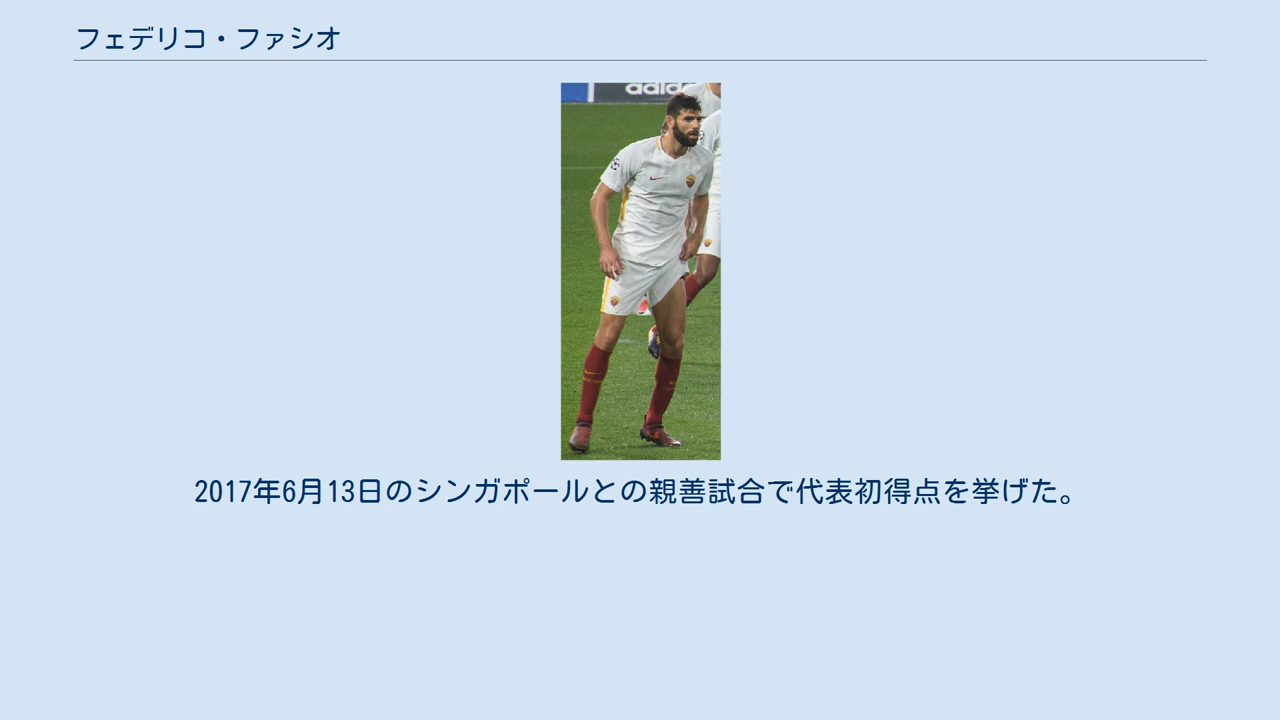 フェデリコ・ファシオ
adidas
2017年6月13日のシンガポールとの親善試合で代表初得点を挙げた。